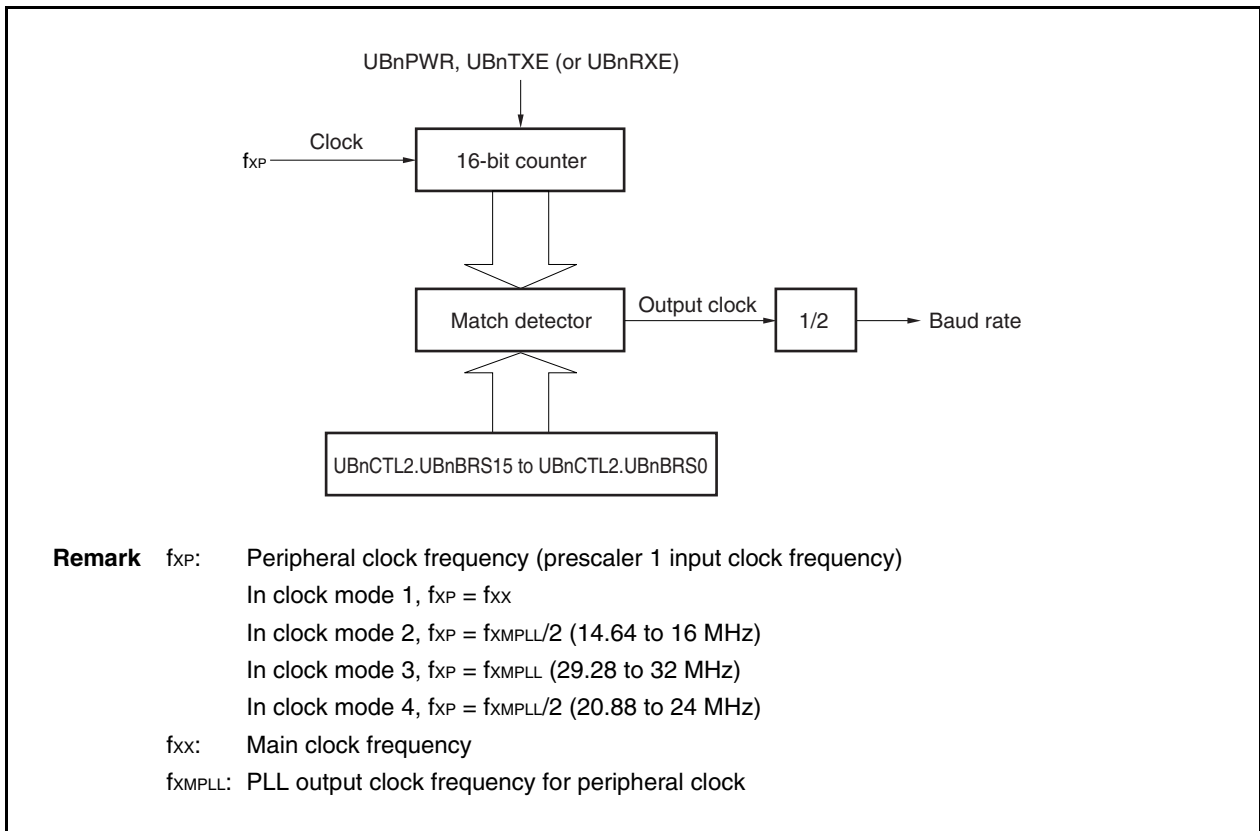 UBnPWR, UBnTXE (or UBnRXE)
Clock
fXP
16-bit counter
Match detector
Output clock
1/2
Baud rate
UBnCTL2.UBnBRS15 to UBnCTL2.UBnBRS0
Remark fXP: Peripheral clock frequency (prescaler 1 input clock frequency)
In clock mode 1, fXP = fXX
In clock mode 2, fXP = fXMPLL/2 (14.64 to 16 MHz)
In clock mode 3, fXP = fXMPLL (29.28 to 32 MHz)
In clock mode 4, fXP = fXMPLL/2 (20.88 to 24 MHz)
fXX: Main clock frequency
fXMPLL: PLL output clock frequency for peripheral clock